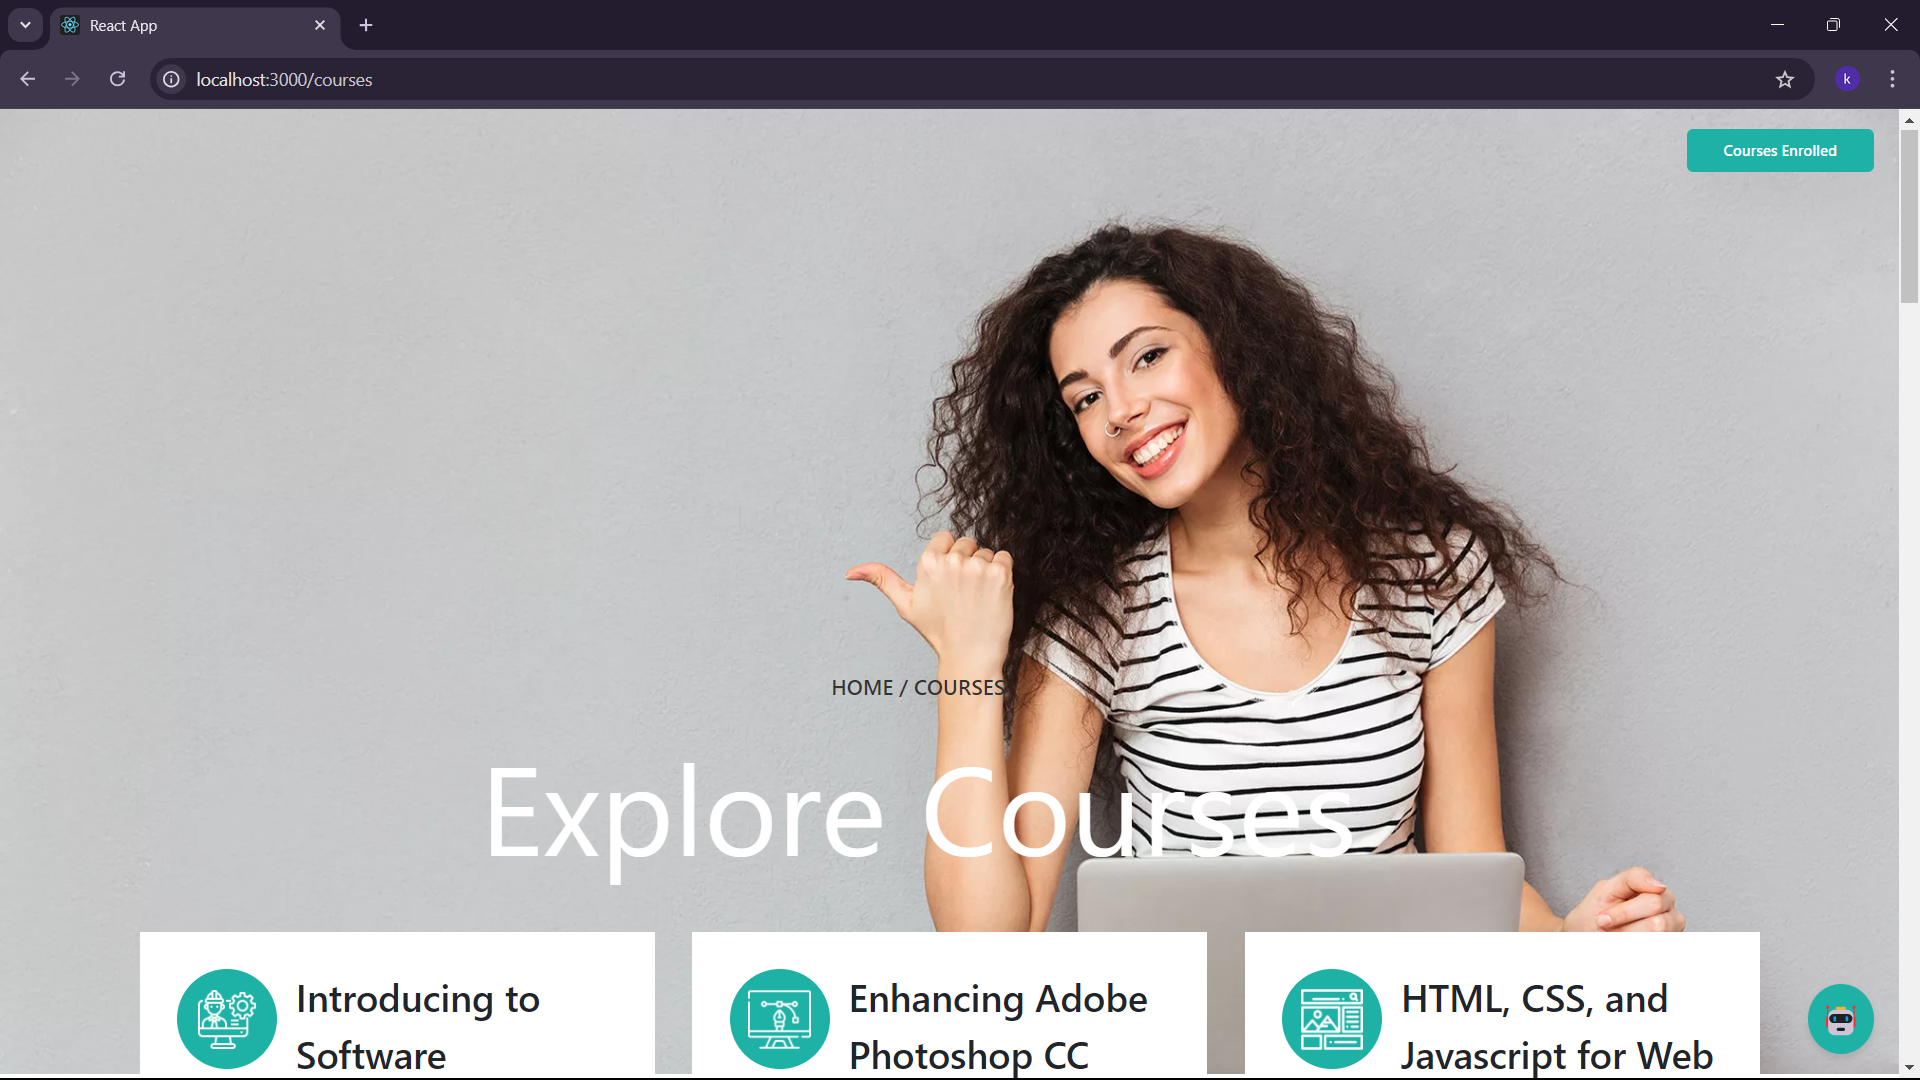 React App
localhost:3000/courses
k
Courses Enrolled
HOME / COURSES
Explore Courses
Introducing to
Software
Enhancing Adobe
Photoshop CC
HTML, CSS, and
Javascript for Web